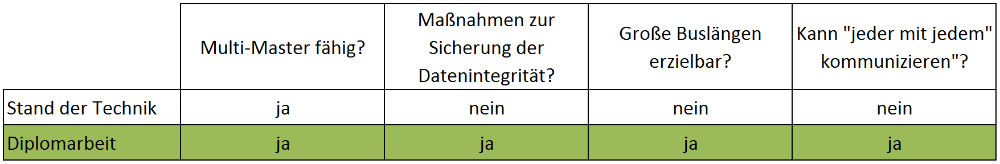 Multi-Master fähig?
Maßnahmen zur
Sicherung der
Datenintegrität?
Große Buslängen
erzielbar?
Kann "jeder mit jedem"
kommunizieren"?
Stand der Technik ja nein nein nein
Diplomarbeit ja ja ja ja